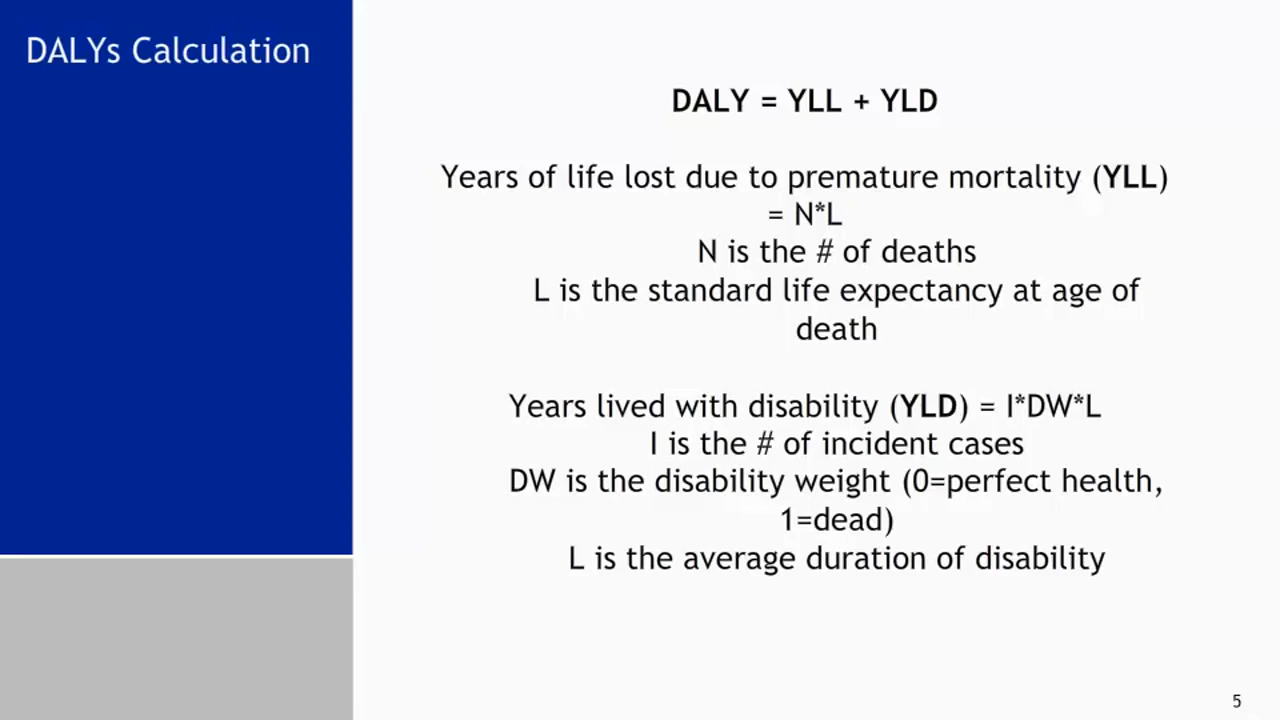 DALYs Calculation
DALY = YLL + YLD
Years of life lost due to premature mortality (YLL)
= N*L
N is the # of deaths
L is the standard life expectancy at age of
death
Years lived with disability (YLD) = I*DW*L
I is the # of incident cases
DW is the disability weight (0=perfect health,
1=dead)
L is the average duration of disability
5